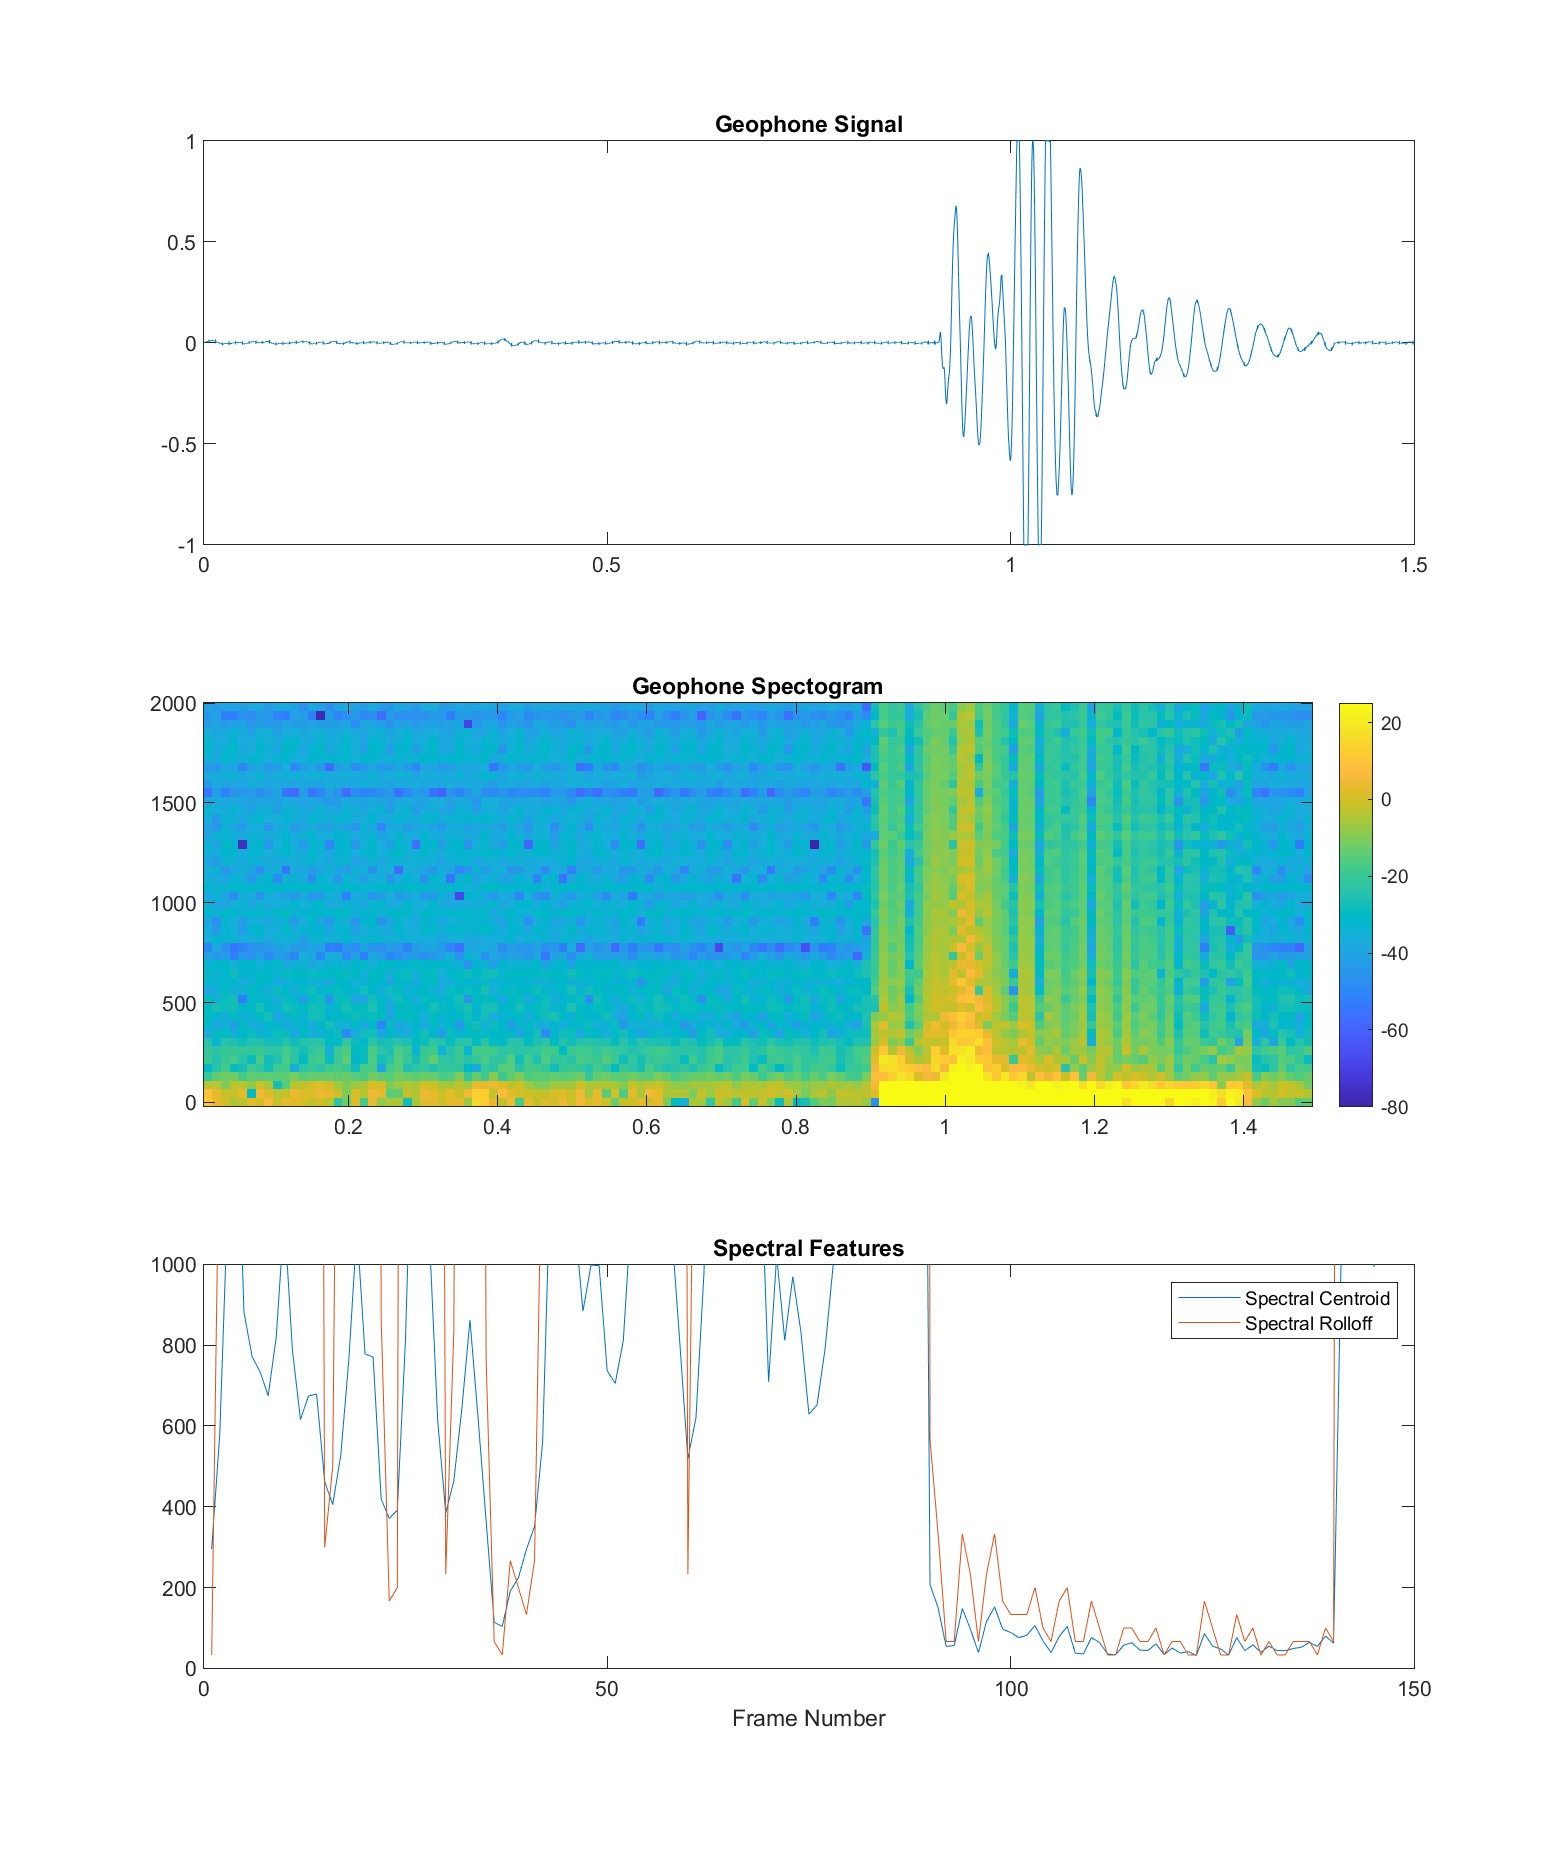 Geophone Signal
1
0.5
0
-0.5
-1
0 0.5 1 1.5
Geophone Spectogram
2000
1500
1000
500
0
20
0
-20
-40
-60
-80
0.2 0.4 0.6 0.8 1 1.2 1.4
Spectral Features
1000
800
600
400
200
0
Spectral Centroid
Spectral Rolloff
0 50 100 150
Frame Number